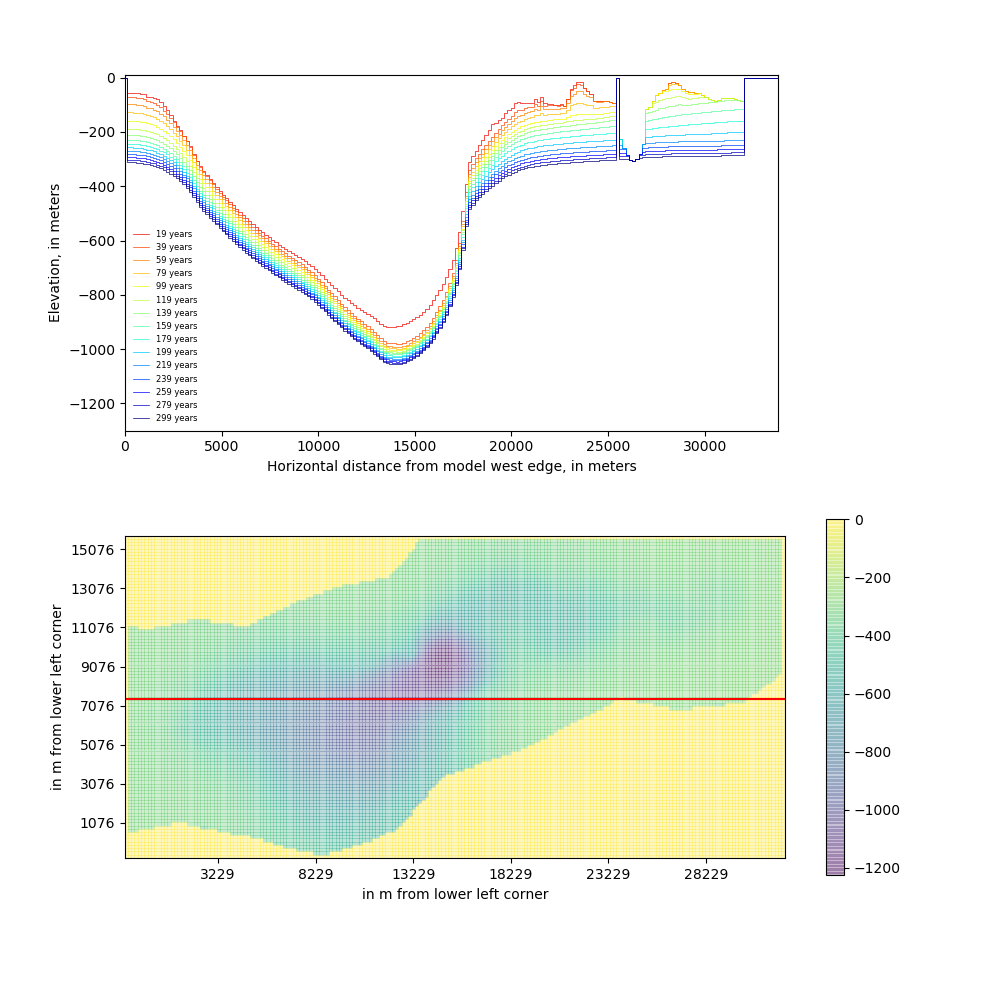 0
−200
−400
−600
−800
−1000
−1200
Elevation, in meters
19 years
39 years
59 years
79 years
99 years
119 years
139 years
159 years
179 years
199 years
219 years
239 years
259 years
279 years
299 years
0 5000 10000 15000 20000 25000 30000
Horizontal distance from model west edge, in meters
15076
13076
11076
9076
7076
5076
3076
1076
in m from lower left corner
3229 8229 13229 18229 23229 28229
in m from lower left corner
0
−200
−400
−600
−800
−1000
−1200